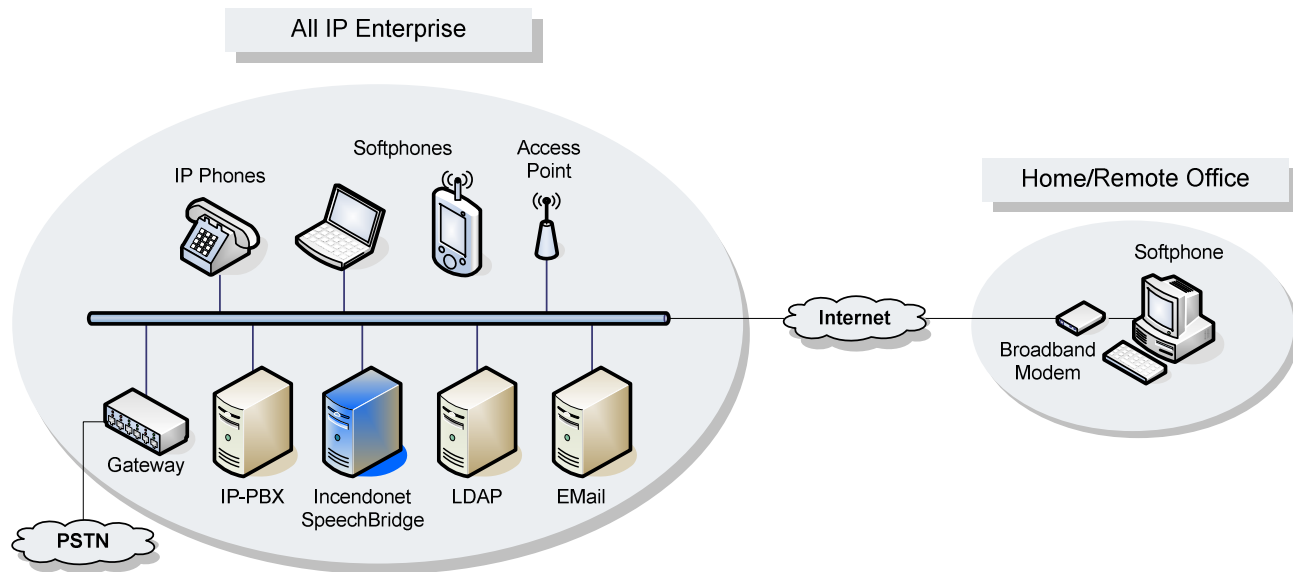 All IP Enterprise
Softphones
Access
Point
IP Phones
Home/Remote Office
Softphone
Internet
Broadband
Modem
Gateway
IP-PBX
Incendonet
SpeechBridge
LDAP
EMail
PSTN